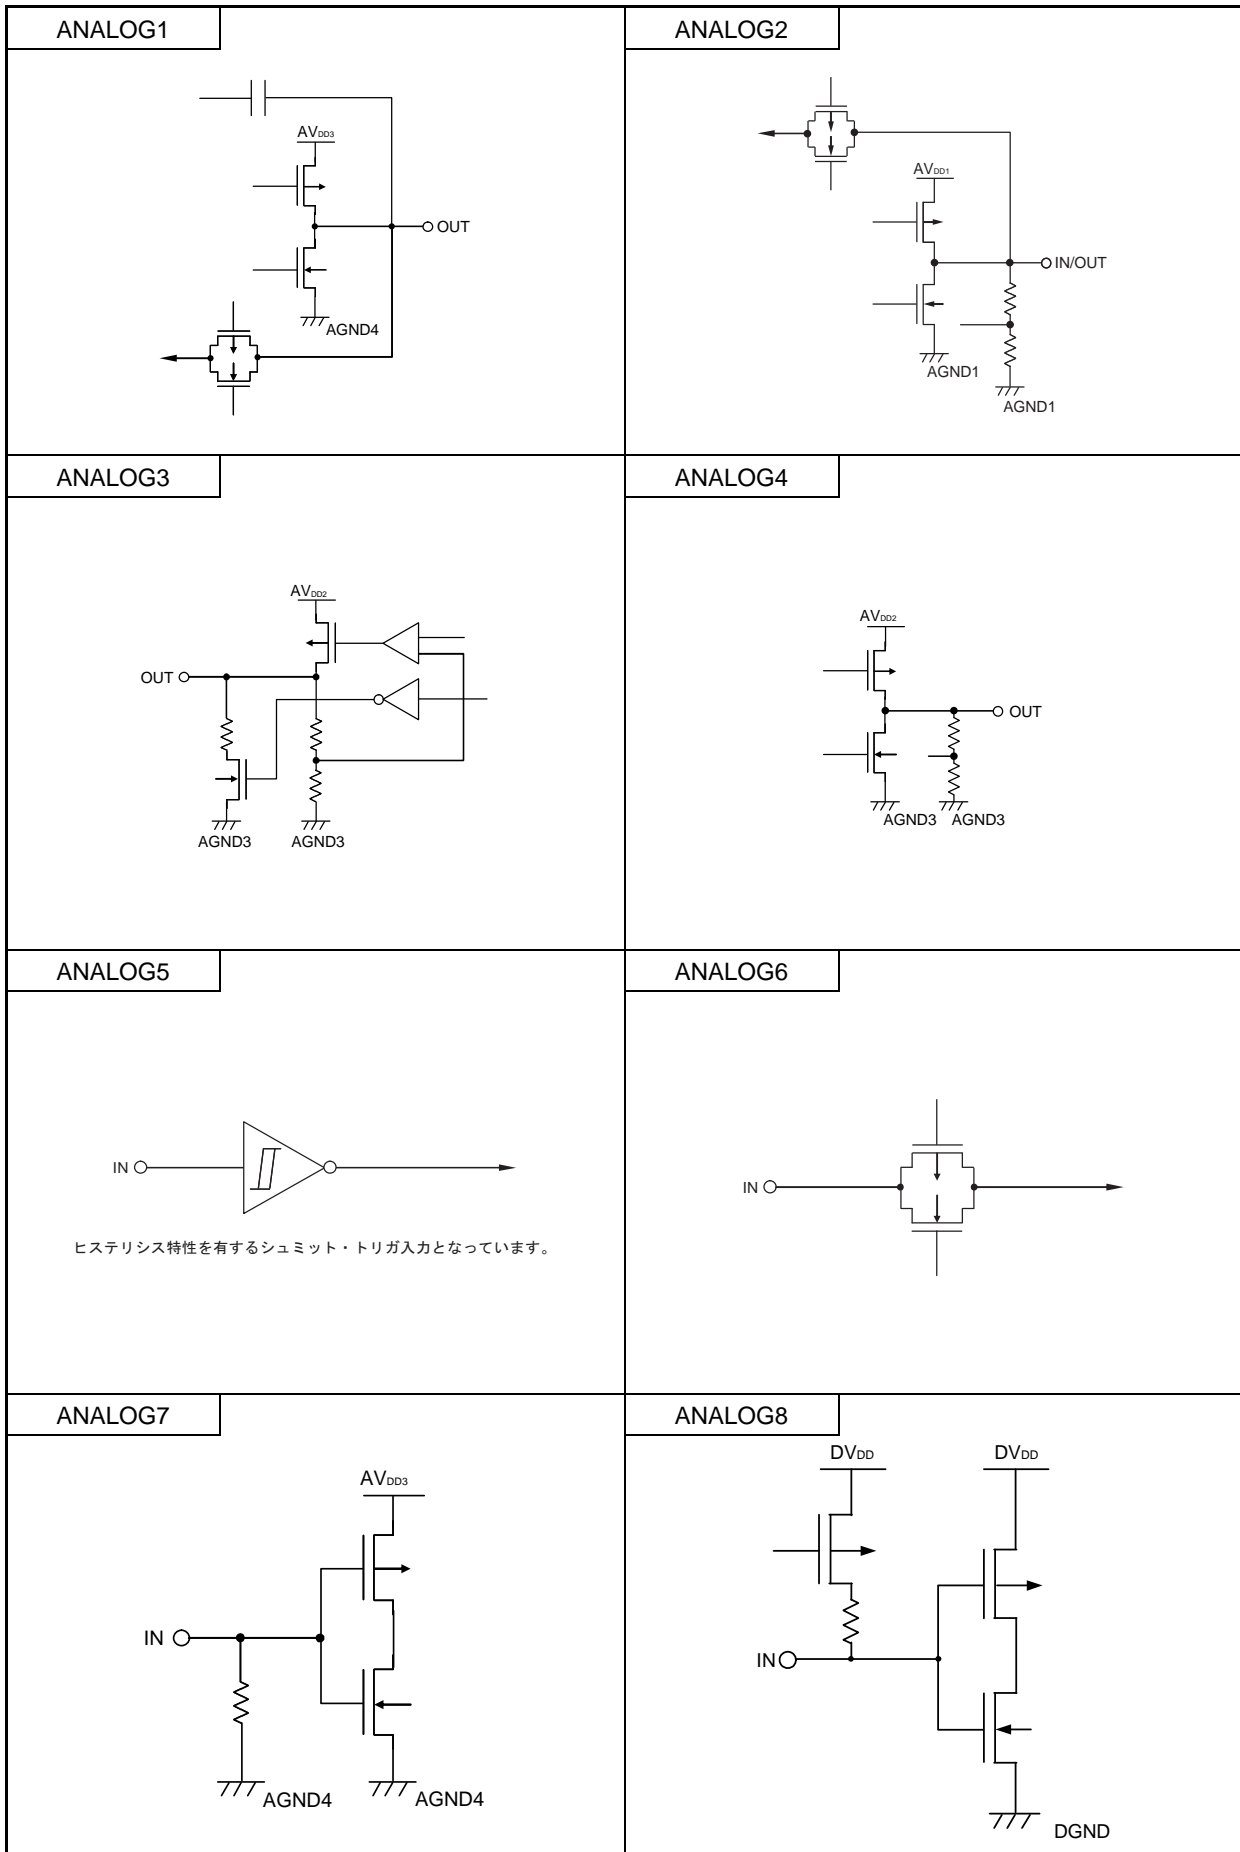 ANALOG1
ANALOG2
AVDD3
OUT
AGND4
AVDD1
IN/OUT
AGND1
AGND1
ANALOG3
ANALOG4
AVDD2
OUT
AGND3
AGND3
AVDD2
OUT
AGND3
AGND3
ANALOG5
ANALOG6
IN
ヒステリシス特性を有するシュミット・トリガ入力となっています。
IN
ANALOG7
ANALOG8
AVDD3
IN
AGND4
AGND4
DVDD
DVDD
IN
DGND